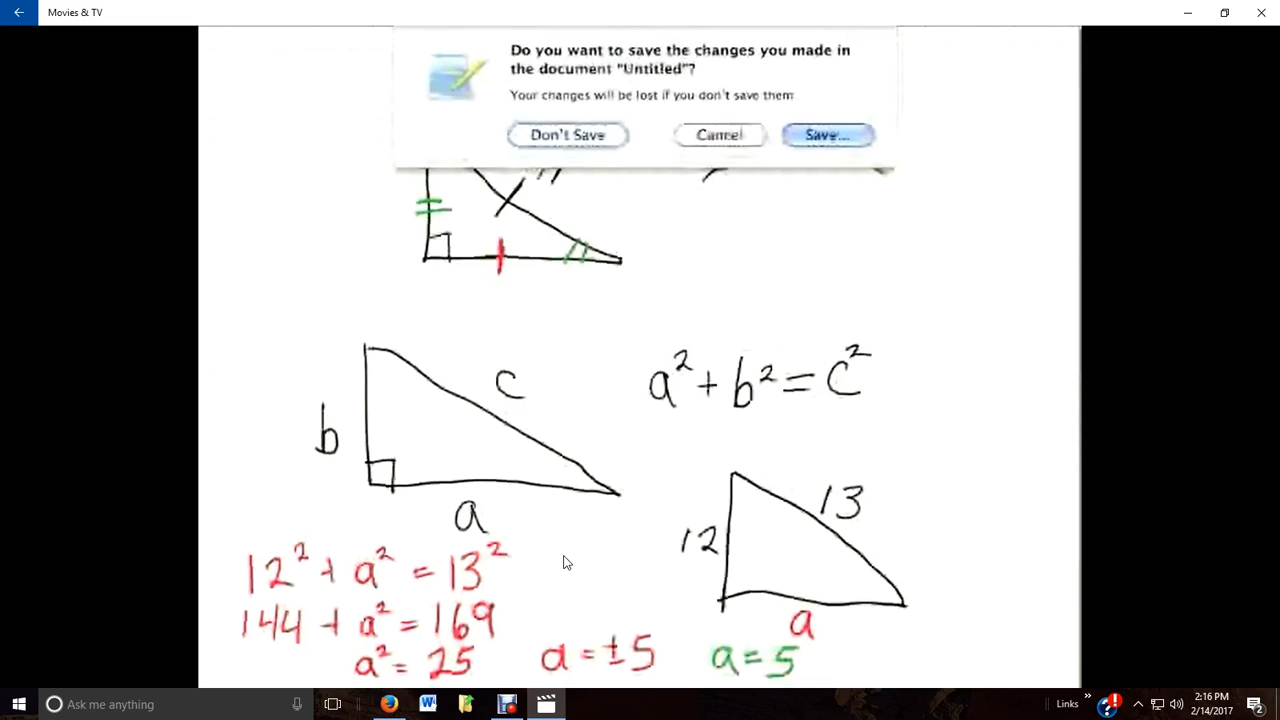 Movies & TV
Do you want to save the changes you made in
the document "Untitled"?
Your changes will be lost if you don't save them
Don't Save
Cancel
Save...
c
b
a
a² + b² = c²
13
12
a
12² + a² = 13²
144 + a² = 169
a² = 25
a = ±5
a = 5
Ask me anything
Links
»
2:16 PM
2/14/2017
2